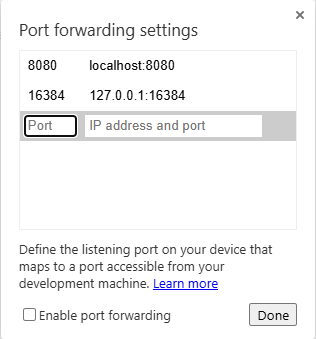 Port forwarding settings
8080 localhost:8080
16384 127.0.0.1:16384
Port IP address and port
Define the listening port on your device that
maps to a port accessible from your
development machine. Learn more
Enable port forwarding Done